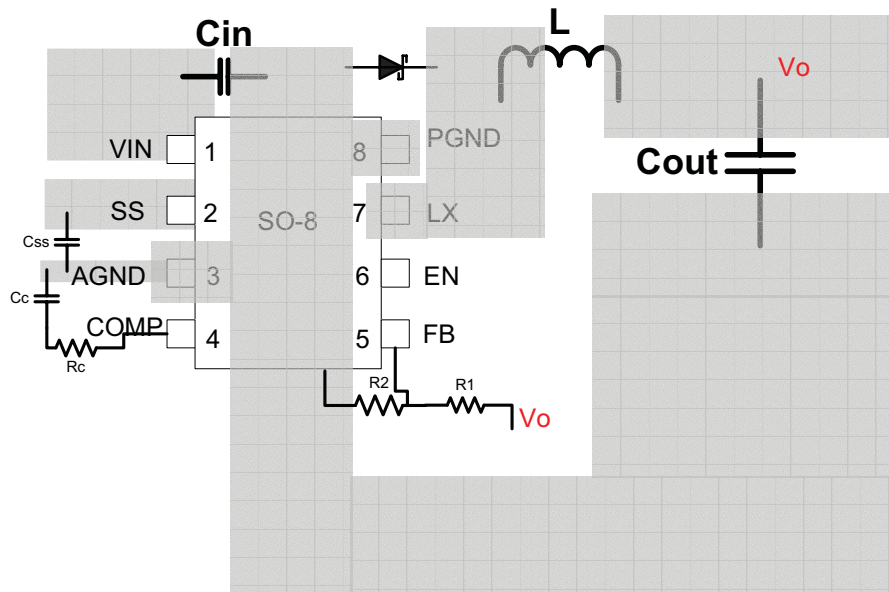 Cin
L
Vo
VIN
1
8
PGND
Cout
SS
2
SO-8
7
LX
Css
AGND
3
6
EN
Cc
COMP
4
5
FB
Rc
R2
R1
Vo